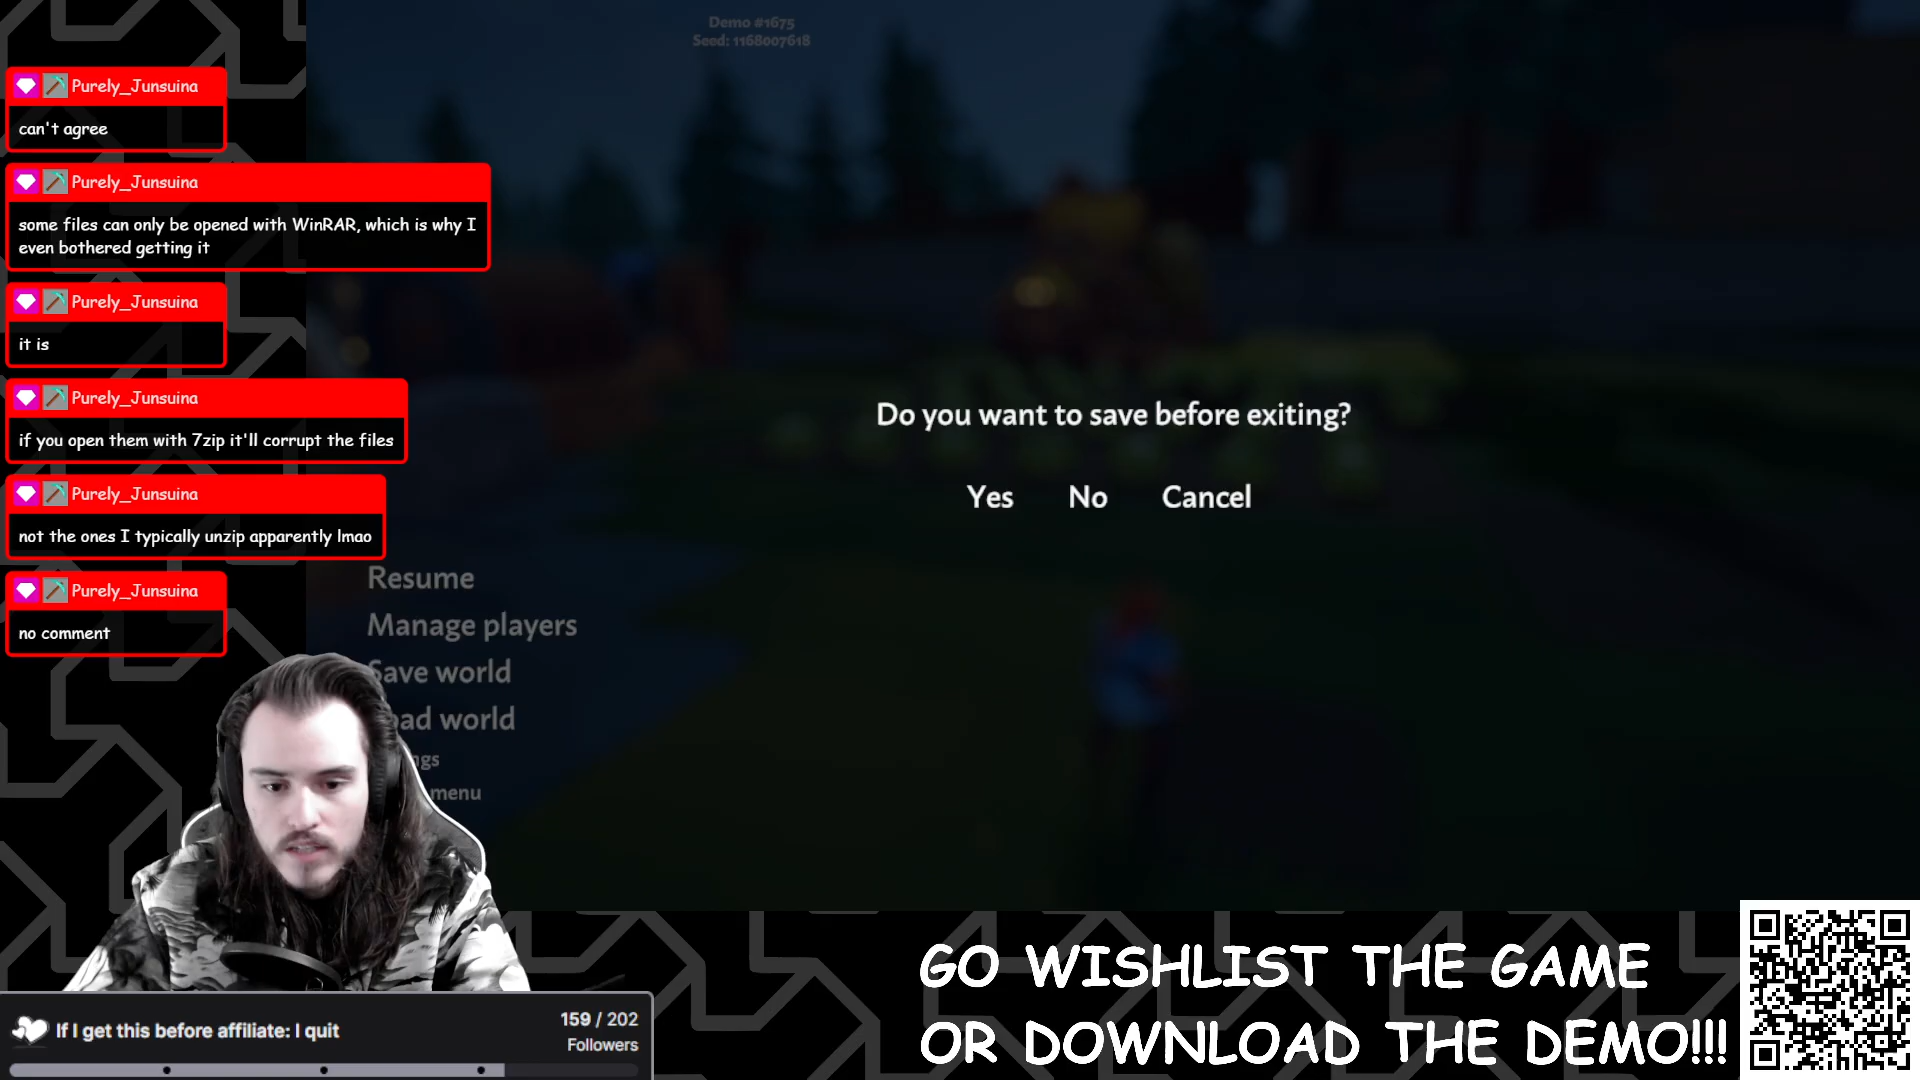 Demo #1675
Seed: 1168007618
Purely_Junsuina
can't agree
Purely_Junsuina
some files can only be opened with WinRAR, which is why I
even bothered getting it
Purely_Junsuina
it is
Purely_Junsuina
if you open them with 7zip it'll corrupt the files
Purely_Junsuina
not the ones I typically unzip apparently lmao
Purely_Junsuina
no comment
Do you want to save before exiting?
Yes No Cancel
Resume
Manage players
Save world
oad world
ngs
menu
If I get this before affiliate: I quit
159 / 202
Followers
GO WISHLIST THE GAME
OR DOWNLOAD THE DEMO!!!